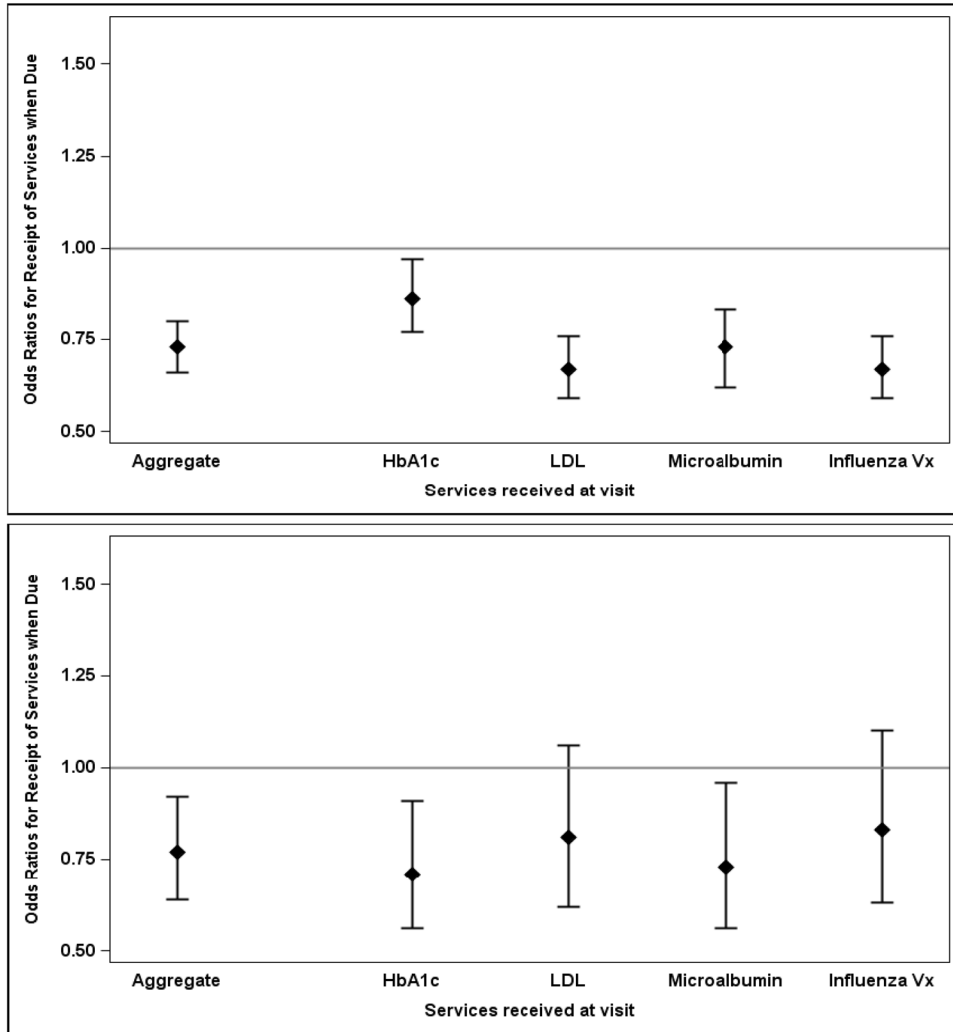 Odds Ratios for Receipt of Services when Due
1.50
1.25
1.00
0.75
0.50
Aggregate HbA1c LDL Microalbumin Influenza Vx
Services received at visit
Odds Ratios for Receipt of Services when Due
1.50
1.25
1.00
0.75
0.50
Aggregate HbA1c LDL Microalbumin Influenza Vx
Services received at visit